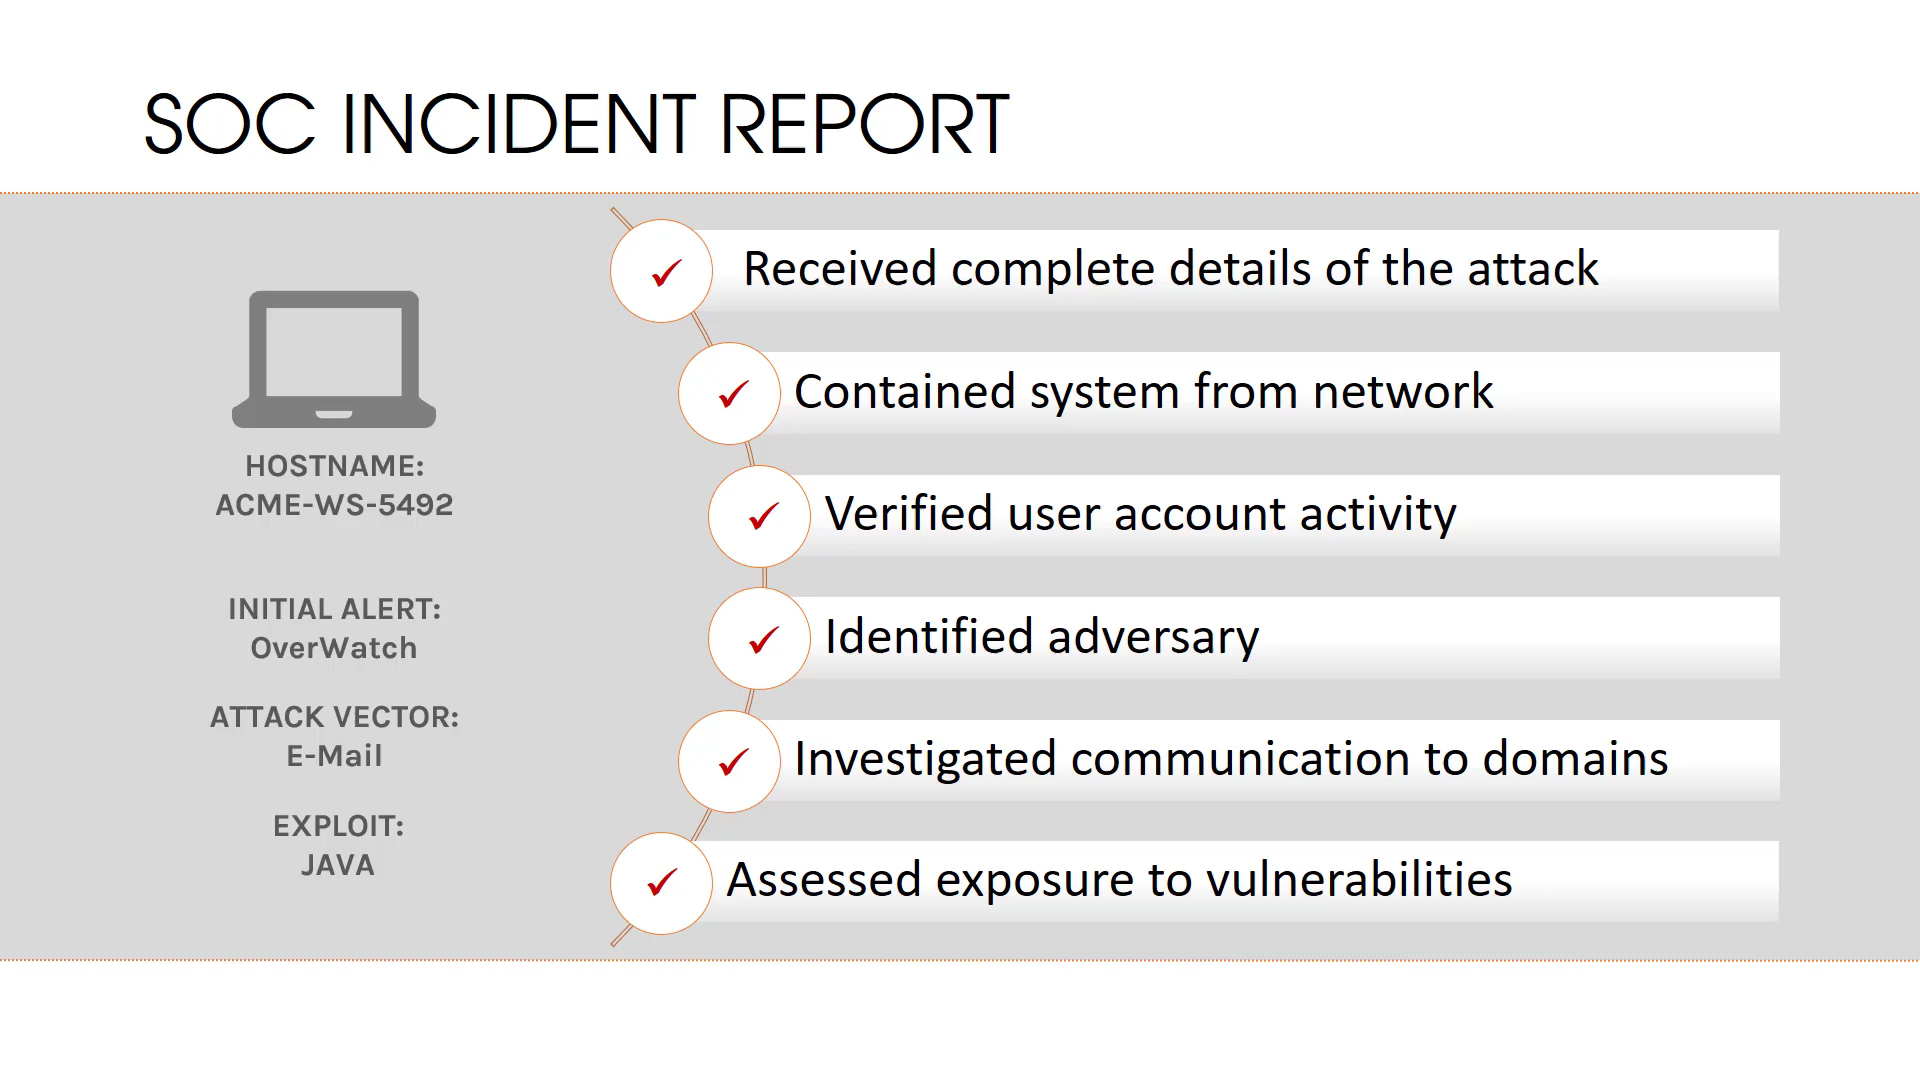 SOC INCIDENT REPORT
HOSTNAME:
ACME-WS-5492
INITIAL ALERT:
OverWatch
ATTACK VECTOR:
E-Mail
EXPLOIT:
JAVA
Received complete details of the attack
Contained system from network
Verified user account activity
Identified adversary
Investigated communication to domains
Assessed exposure to vulnerabilities